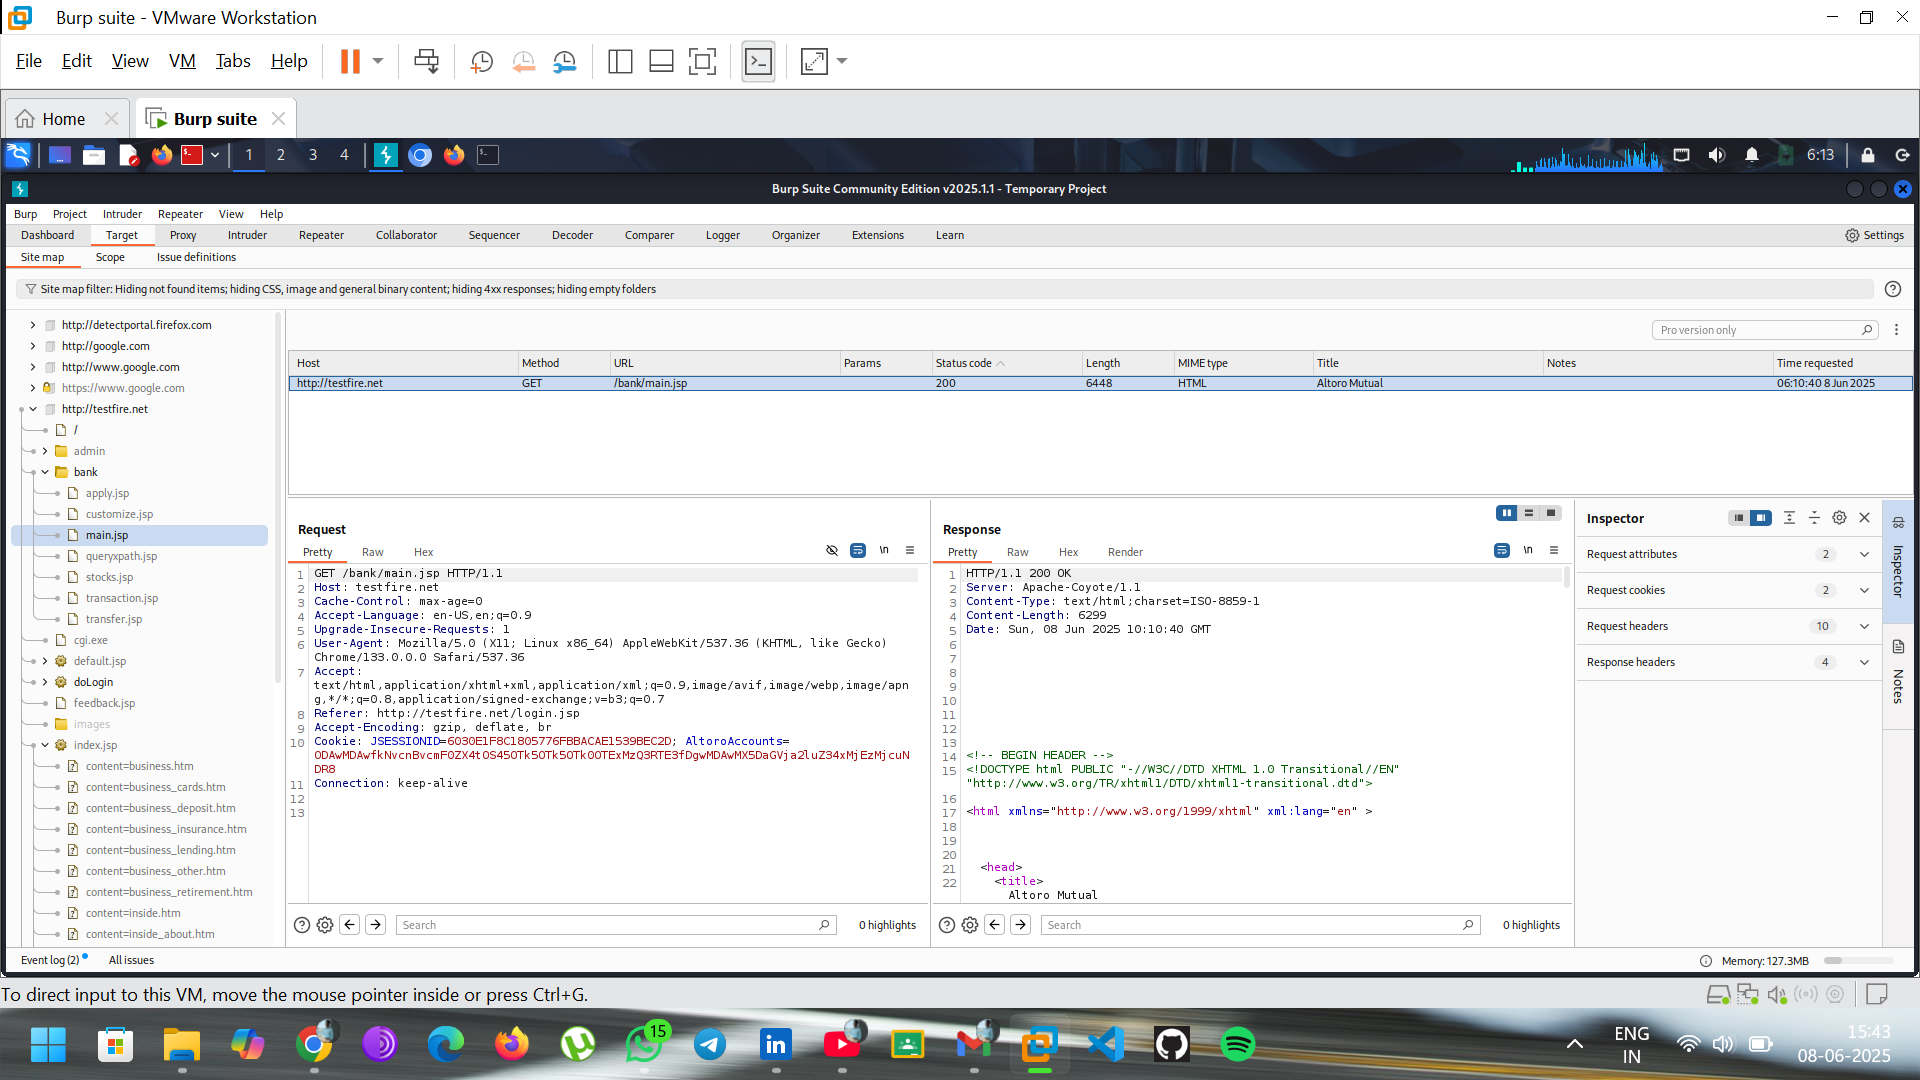 Burp suite - VMware Workstation
File Edit View VM Tabs Help
Home
Burp suite
1 2 3 4
6:13
Burp Suite Community Edition v2025.1.1 - Temporary Project
Burp Project Intruder Repeater View Help
Dashboard Target Proxy Intruder Repeater Collaborator Sequencer Decoder Comparer Logger Organizer Extensions Learn Settings
Site map Scope Issue definitions
Site map filter: Hiding not found items; hiding CSS, image and general binary content; hiding 4xx responses; hiding empty folders
http://detectportal.firefox.com
http://google.com
http://www.google.com
https://www.google.com
http://testfire.net
/
admin
bank
apply.jsp
customize.jsp
main.jsp
queryxpath.jsp
stocks.jsp
transaction.jsp
transfer.jsp
cgi.exe
default.jsp
doLogin
feedback.jsp
images
index.jsp
content=business.htm
content=business_cards.htm
content=business_deposit.htm
content=business_insurance.htm
content=business_lending.htm
content=business_other.htm
content=business_retirement.htm
content=inside.htm
content=inside_about.htm
Pro version only
Host Method URL Params Status code Length MIME type Title Notes Time requested
http://testfire.net GET /bank/main.jsp 200 6448 HTML Altoro Mutual 06:10:40 8 Jun 2025
Request
Pretty Raw Hex
\n
1 GET /bank/main.jsp HTTP/1.1
2 Host: testfire.net
3 Cache-Control: max-age=0
4 Accept-Language: en-US,en;q=0.9
5 Upgrade-Insecure-Requests: 1
6 User-Agent: Mozilla/5.0 (X11; Linux x86_64) AppleWebKit/537.36 (KHTML, like Gecko)
Chrome/133.0.0.0 Safari/537.36
7 Accept:
text/html,application/xhtml+xml,application/xml;q=0.9,image/avif,image/webp,image/apn
g,*/*;q=0.8,application/signed-exchange;v=b3;q=0.7
8 Referer: http://testfire.net/login.jsp
9 Accept-Encoding: gzip, deflate, br
10 Cookie: JSESSIONID=6030E1F8C1805776FBBACAE1539BEC2D; AltoroAccounts=
ODAwMDAwfkNvcnBvcmF0ZX4tOS45OTk5OTk5OTk0OTExMzQ3RTE3fDgwMDAwMX5DaGVja2luZ34xMjEzMjcuN
DR8
11 Connection: keep-alive
12
13
Search
0 highlights
Response
Pretty Raw Hex Render
\n
1 HTTP/1.1 200 OK
2 Server: Apache-Coyote/1.1
3 Content-Type: text/html;charset=ISO-8859-1
4 Content-Length: 6299
5 Date: Sun, 08 Jun 2025 10:10:40 GMT
6
7
8
9
10
11
12
13
14 <!-- BEGIN HEADER -->
15 <!DOCTYPE html PUBLIC "-//W3C//DTD XHTML 1.0 Transitional//EN"
"http://www.w3.org/TR/xhtml1/DTD/xhtml1-transitional.dtd">
16
17 <html xmlns="http://www.w3.org/1999/xhtml" xml:lang="en" >
18
19
20
21 <head>
22 <title>
Altoro Mutual
Search
0 highlights
Inspector
Request attributes 2
Request cookies 2
Request headers 10
Response headers 4
Inspector
Notes
Event log (2) All issues
Memory: 127.3MB
To direct input to this VM, move the mouse pointer inside or press Ctrl+G.
15
ENG
IN
15:43
08-06-2025